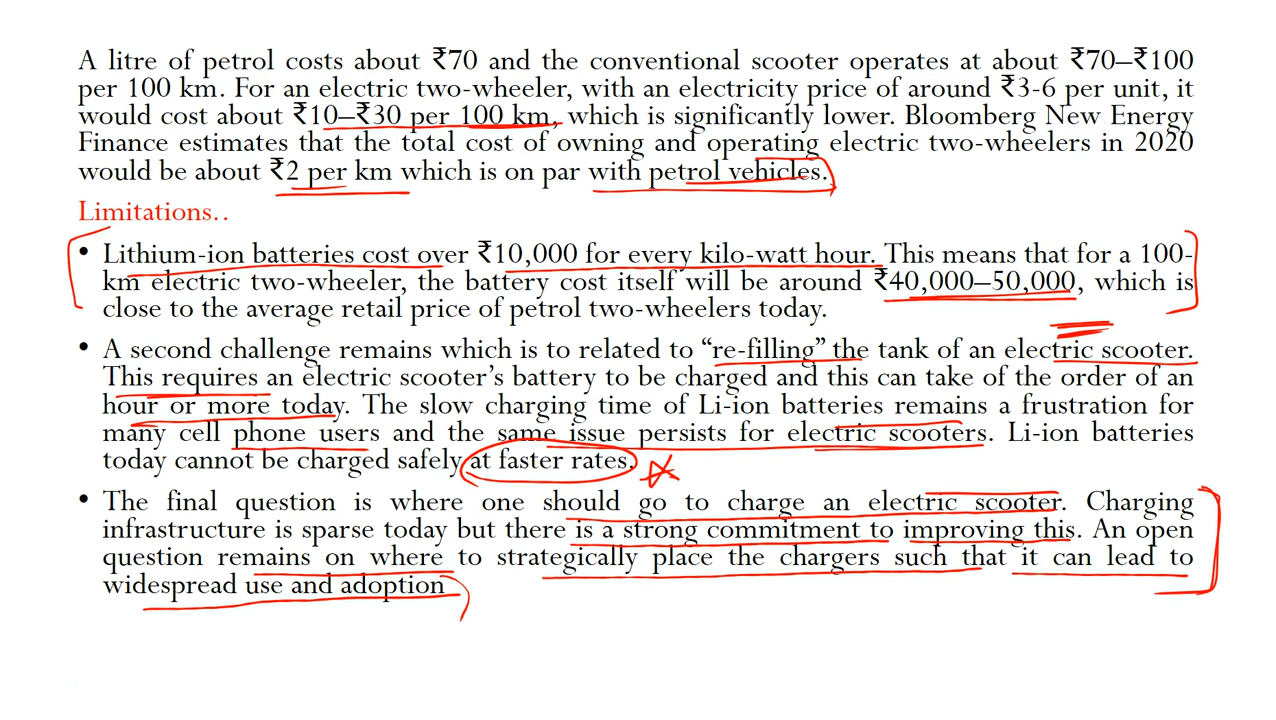 A litre of petrol costs about ₹70 and the conventional scooter operates at about ₹70–₹100
per 100 km. For an electric two-wheeler, with an electricity price of around ₹3-6 per unit, it
would cost about ₹10–₹30 per 100 km, which is significantly lower. Bloomberg New Energy
Finance estimates that the total cost of owning and operating electric two-wheelers in 2020
would be about ₹2 per km which is on par with petrol vehicles.
Limitations..
• Lithium-ion batteries cost over ₹10,000 for every kilo-watt hour. This means that for a 100-
km electric two-wheeler, the battery cost itself will be around ₹40,000–50,000, which is
close to the average retail price of petrol two-wheelers today.
• A second challenge remains which is to related to “re-filling” the tank of an electric scooter.
This requires an electric scooter’s battery to be charged and this can take of the order of an
hour or more today. The slow charging time of Li-ion batteries remains a frustration for
many cell phone users and the same issue persists for electric scooters. Li-ion batteries
today cannot be charged safely at faster rates.
• The final question is where one should go to charge an electric scooter. Charging
infrastructure is sparse today but there is a strong commitment to improving this. An open
question remains on where to strategically place the chargers such that it can lead to
widespread use and adoption